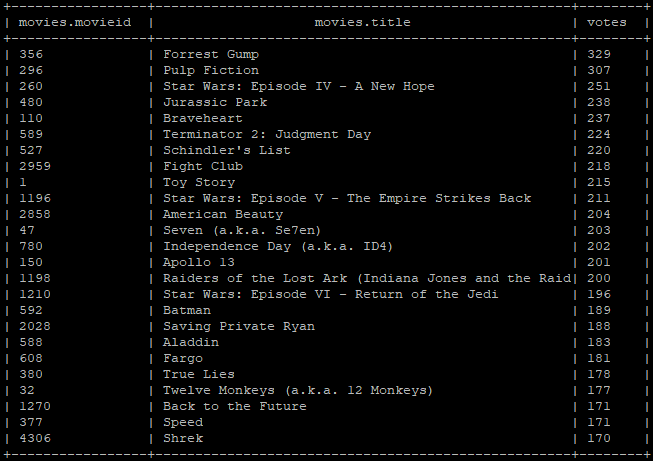 +-----------------+----------------------------------------------------+--------+
| movies.movieid | movies.title | votes |
+-----------------+----------------------------------------------------+--------+
| 356 | Forrest Gump | 329 |
| 296 | Pulp Fiction | 307 |
| 260 | Star Wars: Episode IV - A New Hope | 251 |
| 480 | Jurassic Park | 238 |
| 110 | Braveheart | 237 |
| 589 | Terminator 2: Judgment Day | 224 |
| 527 | Schindler's List | 220 |
| 2959 | Fight Club | 218 |
| 1 | Toy Story | 215 |
| 1196 | Star Wars: Episode V - The Empire Strikes Back | 211 |
| 2858 | American Beauty | 204 |
| 47 | Seven (a.k.a. Se7en) | 203 |
| 780 | Independence Day (a.k.a. ID4) | 202 |
| 150 | Apollo 13 | 201 |
| 1198 | Raiders of the Lost Ark (Indiana Jones and the Raid| 200 |
| 1210 | Star Wars: Episode VI - Return of the Jedi | 196 |
| 592 | Batman | 189 |
| 2028 | Saving Private Ryan | 188 |
| 588 | Aladdin | 183 |
| 608 | Fargo | 181 |
| 380 | True Lies | 178 |
| 32 | Twelve Monkeys (a.k.a. 12 Monkeys) | 177 |
| 1270 | Back to the Future | 171 |
| 377 | Speed | 171 |
| 4306 | Shrek | 170 |
+-----------------+----------------------------------------------------+--------+